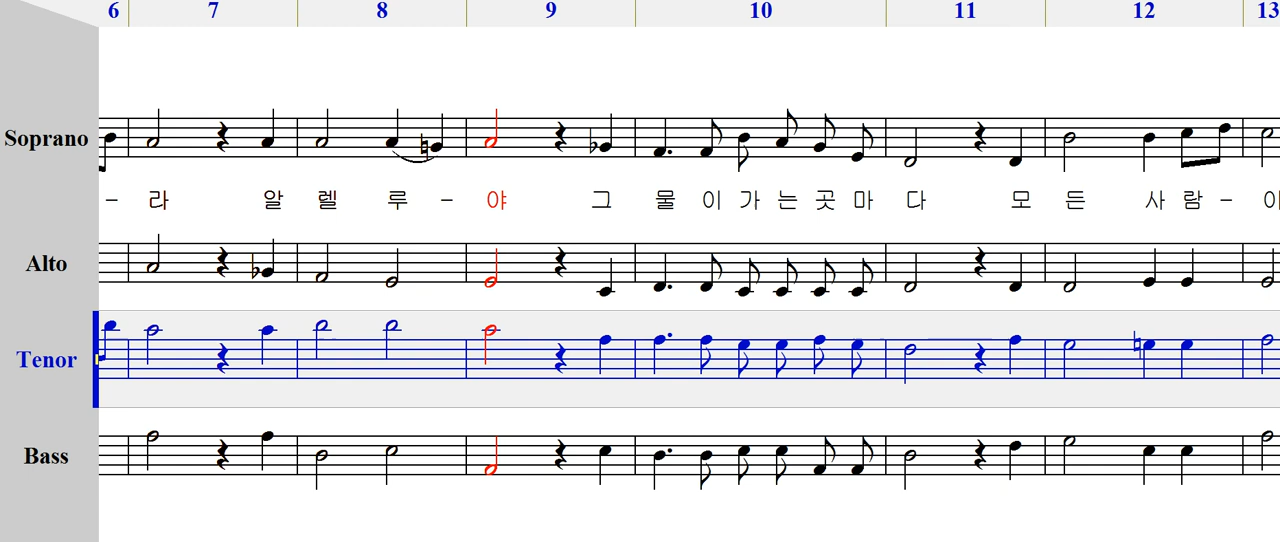 6 7 8 9 10 11 12 13
Soprano
- 라 알 렐 루 - 야 그 물 이 가 는 곳 마 다 모 든 사 람 -
Alto
Tenor
Bass